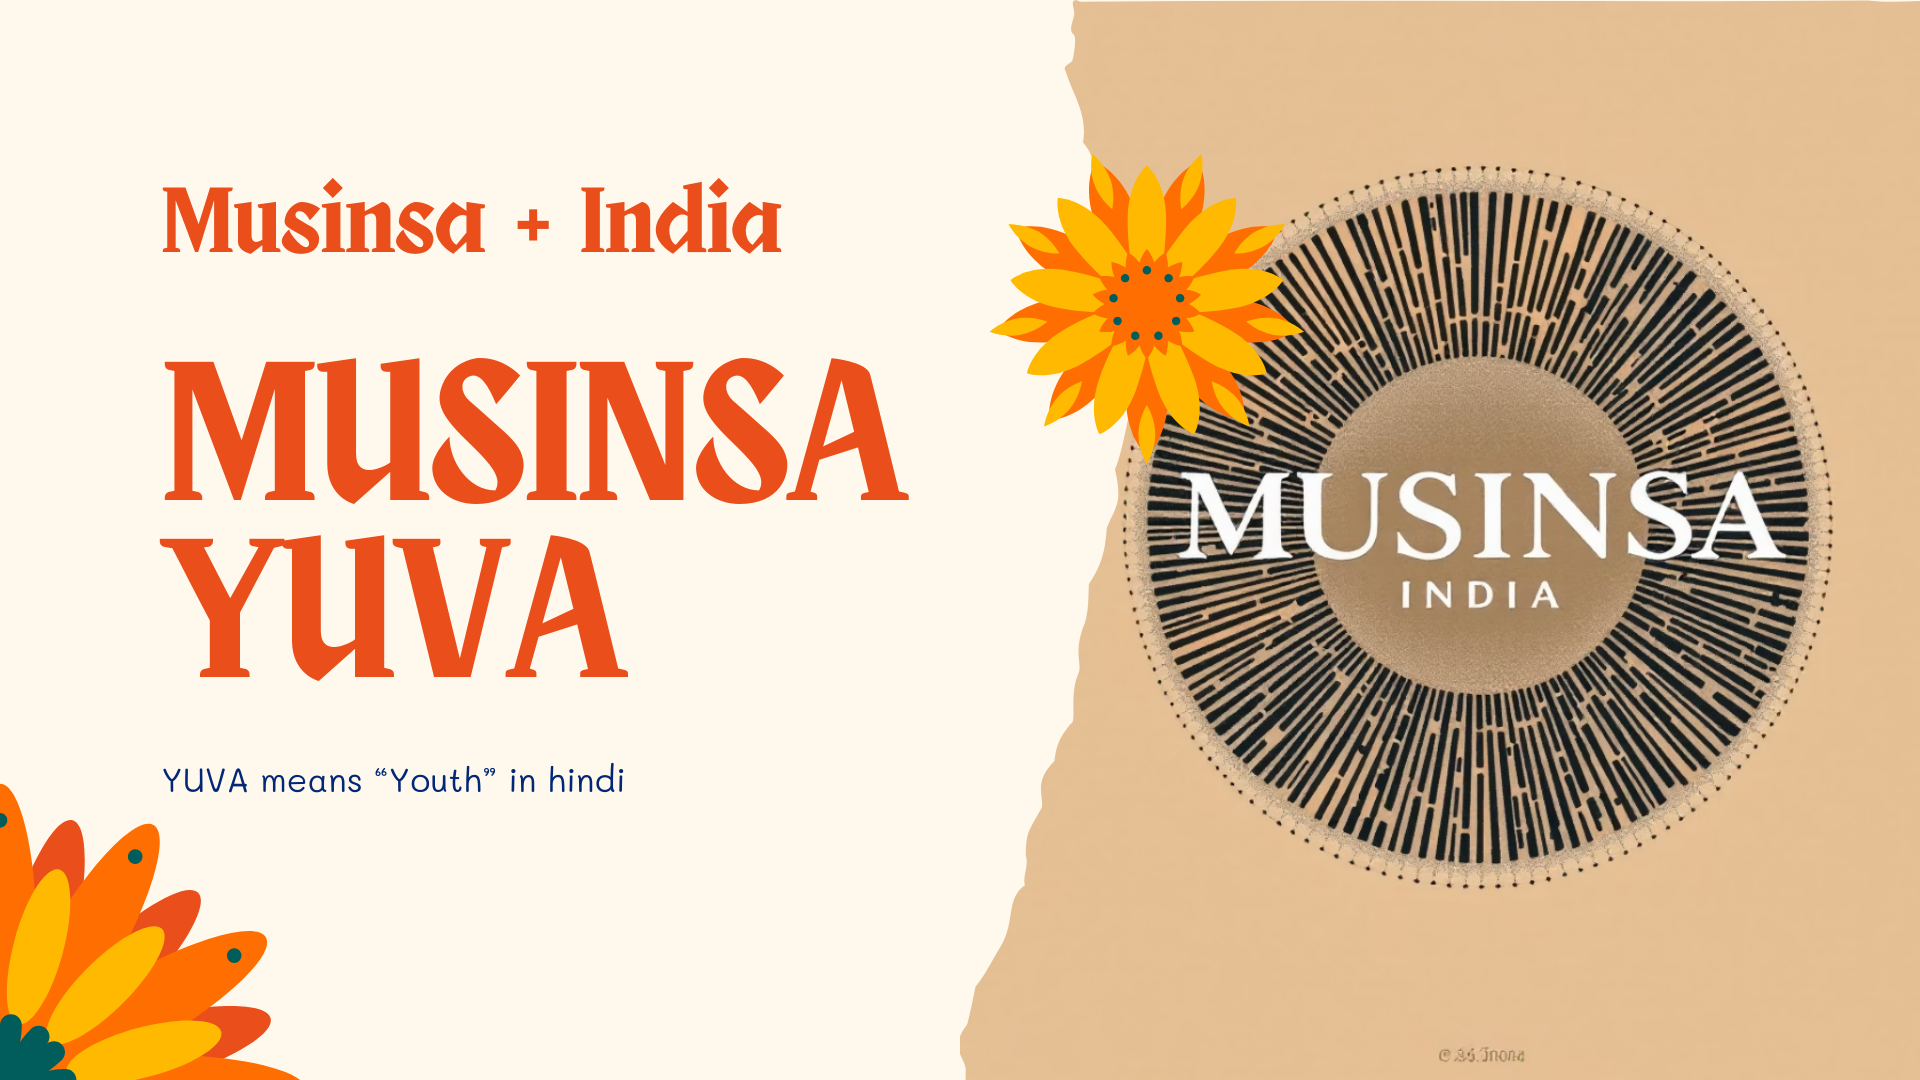 Musinsa + India
MUSINSA
YUVA
YUVA means “Youth” in hindi
MUSINSA
INDIA